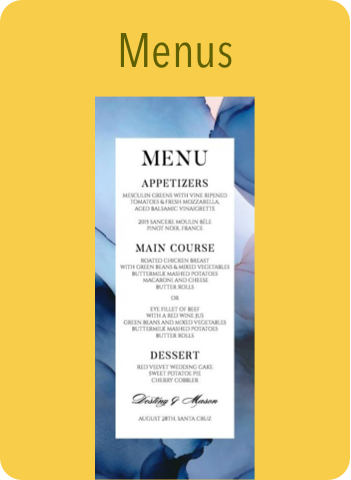 Menus
MENU
APPETIZERS
MESCULIN GREENS WITH VINE RIPENED
TOMATOES & FRESH MOZZARELLA,
AGED BALSAMIC VINAIGRETTE
2015 SANCERE MOULIN BÈLE
PINOT NOIR, FRANCE
MAIN COURSE
ROATED CHICKEN BREAST
WITH GREEN BEANS & MIXED VEGETABLES
BUTTERMILK MASHED POTATOES
MACARONI AND CHEESE
BUTTER ROLLS
OR
EYE FILLET OF BEEF
WITH A RED WINE JUS
GREEN BEANS AND MIXED VEGETABLES
BUTTERMILK MASHED POTATOES
BUTTER ROLLS
DESSERT
RED VELVET WEDDING CAKE
SWEET POTATOE PIE
CHERRY COBBLER
Destiny & Mason
AUGUST 28TH, SANTA CRUZ